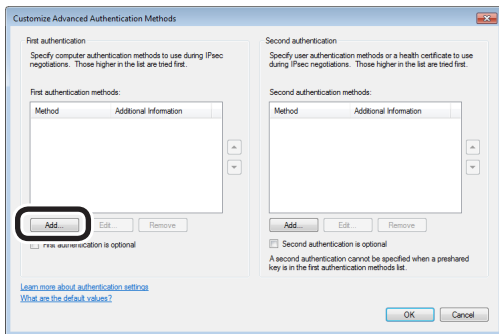 Customize Advanced Authentication Methods
First authentication
Specify computer authentication methods to use during IPsec
negotiations. Those higher in the list are tried first.
First authentication methods:
Method Additional Information
Add... Edit... Remove
First authentication is optional
Second authentication
Specify user authentication methods or a health certificate to use
during IPsec negotiations. Those higher in the list are tried first.
Second authentication methods:
Method Additional Information
Add... Edit... Remove
Second authentication is optional
A second authentication cannot be specified when a preshared
key is in the first authentication methods list.
Learn more about authentication settings
What are the default values?
OK Cancel